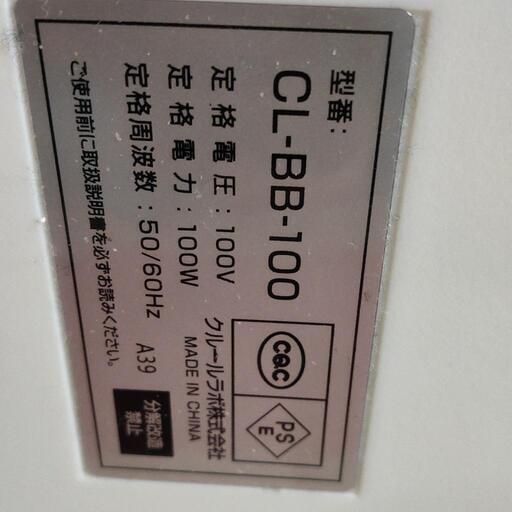 型番:
CL-BB-100
定格電圧：100V
定格電力：100W
定格周波数：50/60Hz
ご使用前に取扱説明書を必ずお読みください。
CQC
PS
E
クルールラボ株式会社
MADE IN CHINA
A39
分解改造
禁止